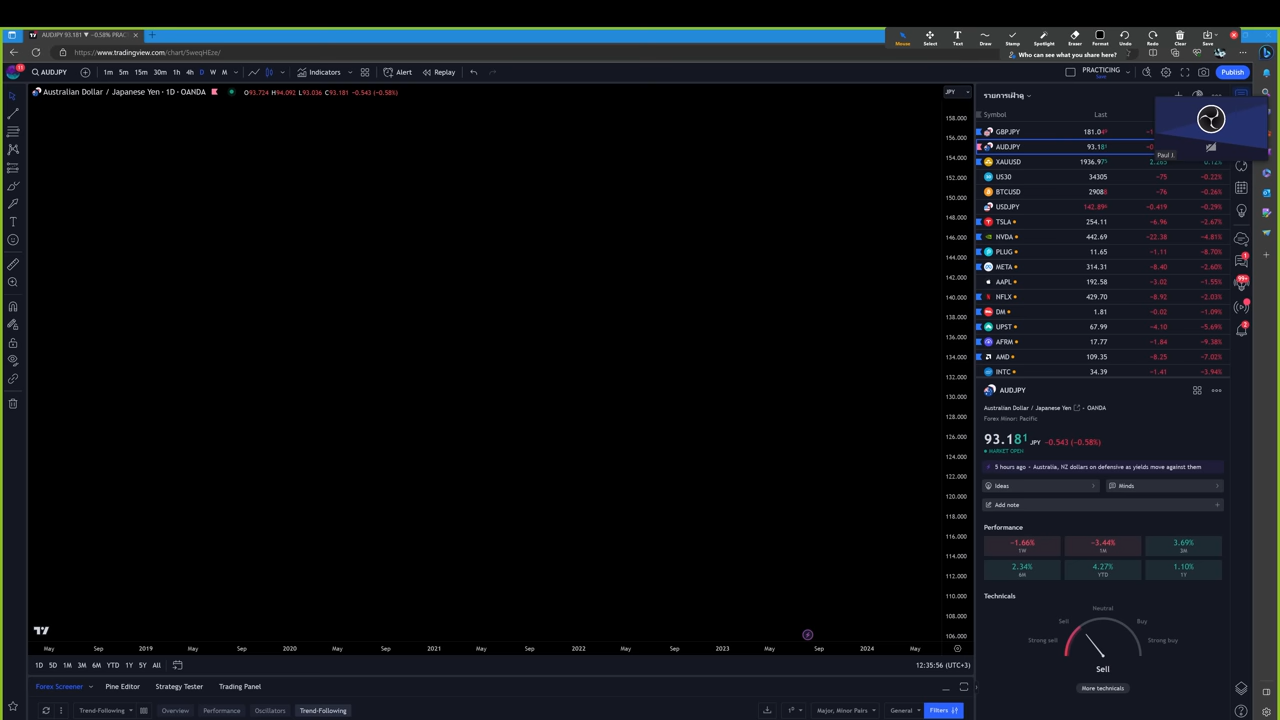 AUDJPY 93.181 ▼ −0.58% PRAC
https://www.tradingview.com/chart/5weqHEze/
Mouse Select Text Draw Stamp Spotlight Eraser Format Undo Redo Clear Save
Who can see what you share here?
11 AUDJPY 1m 5m 15m 30m 1h 4h D W M Indicators Alert Replay PRACTICING Save Publish
Australian Dollar / Japanese Yen · 1D · OANDA O93.724 H94.092 L93.036 C93.181 −0.543 (−0.58%)
JPY
158.000
156.000
154.000
152.000
150.000
148.000
146.000
144.000
142.000
140.000
138.000
136.000
134.000
132.000
130.000
128.000
126.000
124.000
122.000
120.000
118.000
116.000
114.000
112.000
110.000
108.000
106.000
May Sep 2019 May Sep 2020 May Sep 2021 May Sep 2022 May Sep 2023 May Sep 2024 May
1D 5D 1M 3M 6M YTD 1Y 5Y All 12:35:56 (UTC+3)
Forex Screener Pine Editor Strategy Tester Trading Panel
Trend-Following Overview Performance Oscillators Trend-Following Major, Minor Pairs General Filters
รายการเฝ้าดู
Symbol Last
Paul J.
GBPJPY 181.0
AUDJPY 93.181
XAUUSD 1936.975 2.265 0.12%
US30 34305 −75 −0.22%
BTCUSD 29088 −76 −0.26%
USDJPY 142.896 −0.419 −0.29%
TSLA 254.11 −6.96 −2.67%
NVDA 442.69 −22.38 −4.81%
PLUG 11.65 −1.11 −8.70%
META 314.31 −8.40 −2.60%
AAPL 192.58 −3.02 −1.55%
NFLX 429.70 −8.92 −2.03%
DM 1.81 −0.02 −1.09%
UPST 67.99 −4.10 −5.69%
AFRM 17.77 −1.84 −9.38%
AMD 109.35 −8.25 −7.02%
INTC 34.39 −1.41 −3.94%
AUDJPY
Australian Dollar / Japanese Yen · OANDA
Forex Minor: Pacific
93.181 JPY −0.543 (−0.58%)
MARKET OPEN
5 hours ago · Australia, NZ dollars on defensive as yields move against them
Ideas Minds
Add note
Performance
−1.66% −3.44% 3.69%
1W 1M 3M
2.34% 4.27% 1.10%
6M YTD 1Y
Technicals
Neutral
Sell Buy
Strong sell Strong buy
Sell
More technicals
1
99+
2